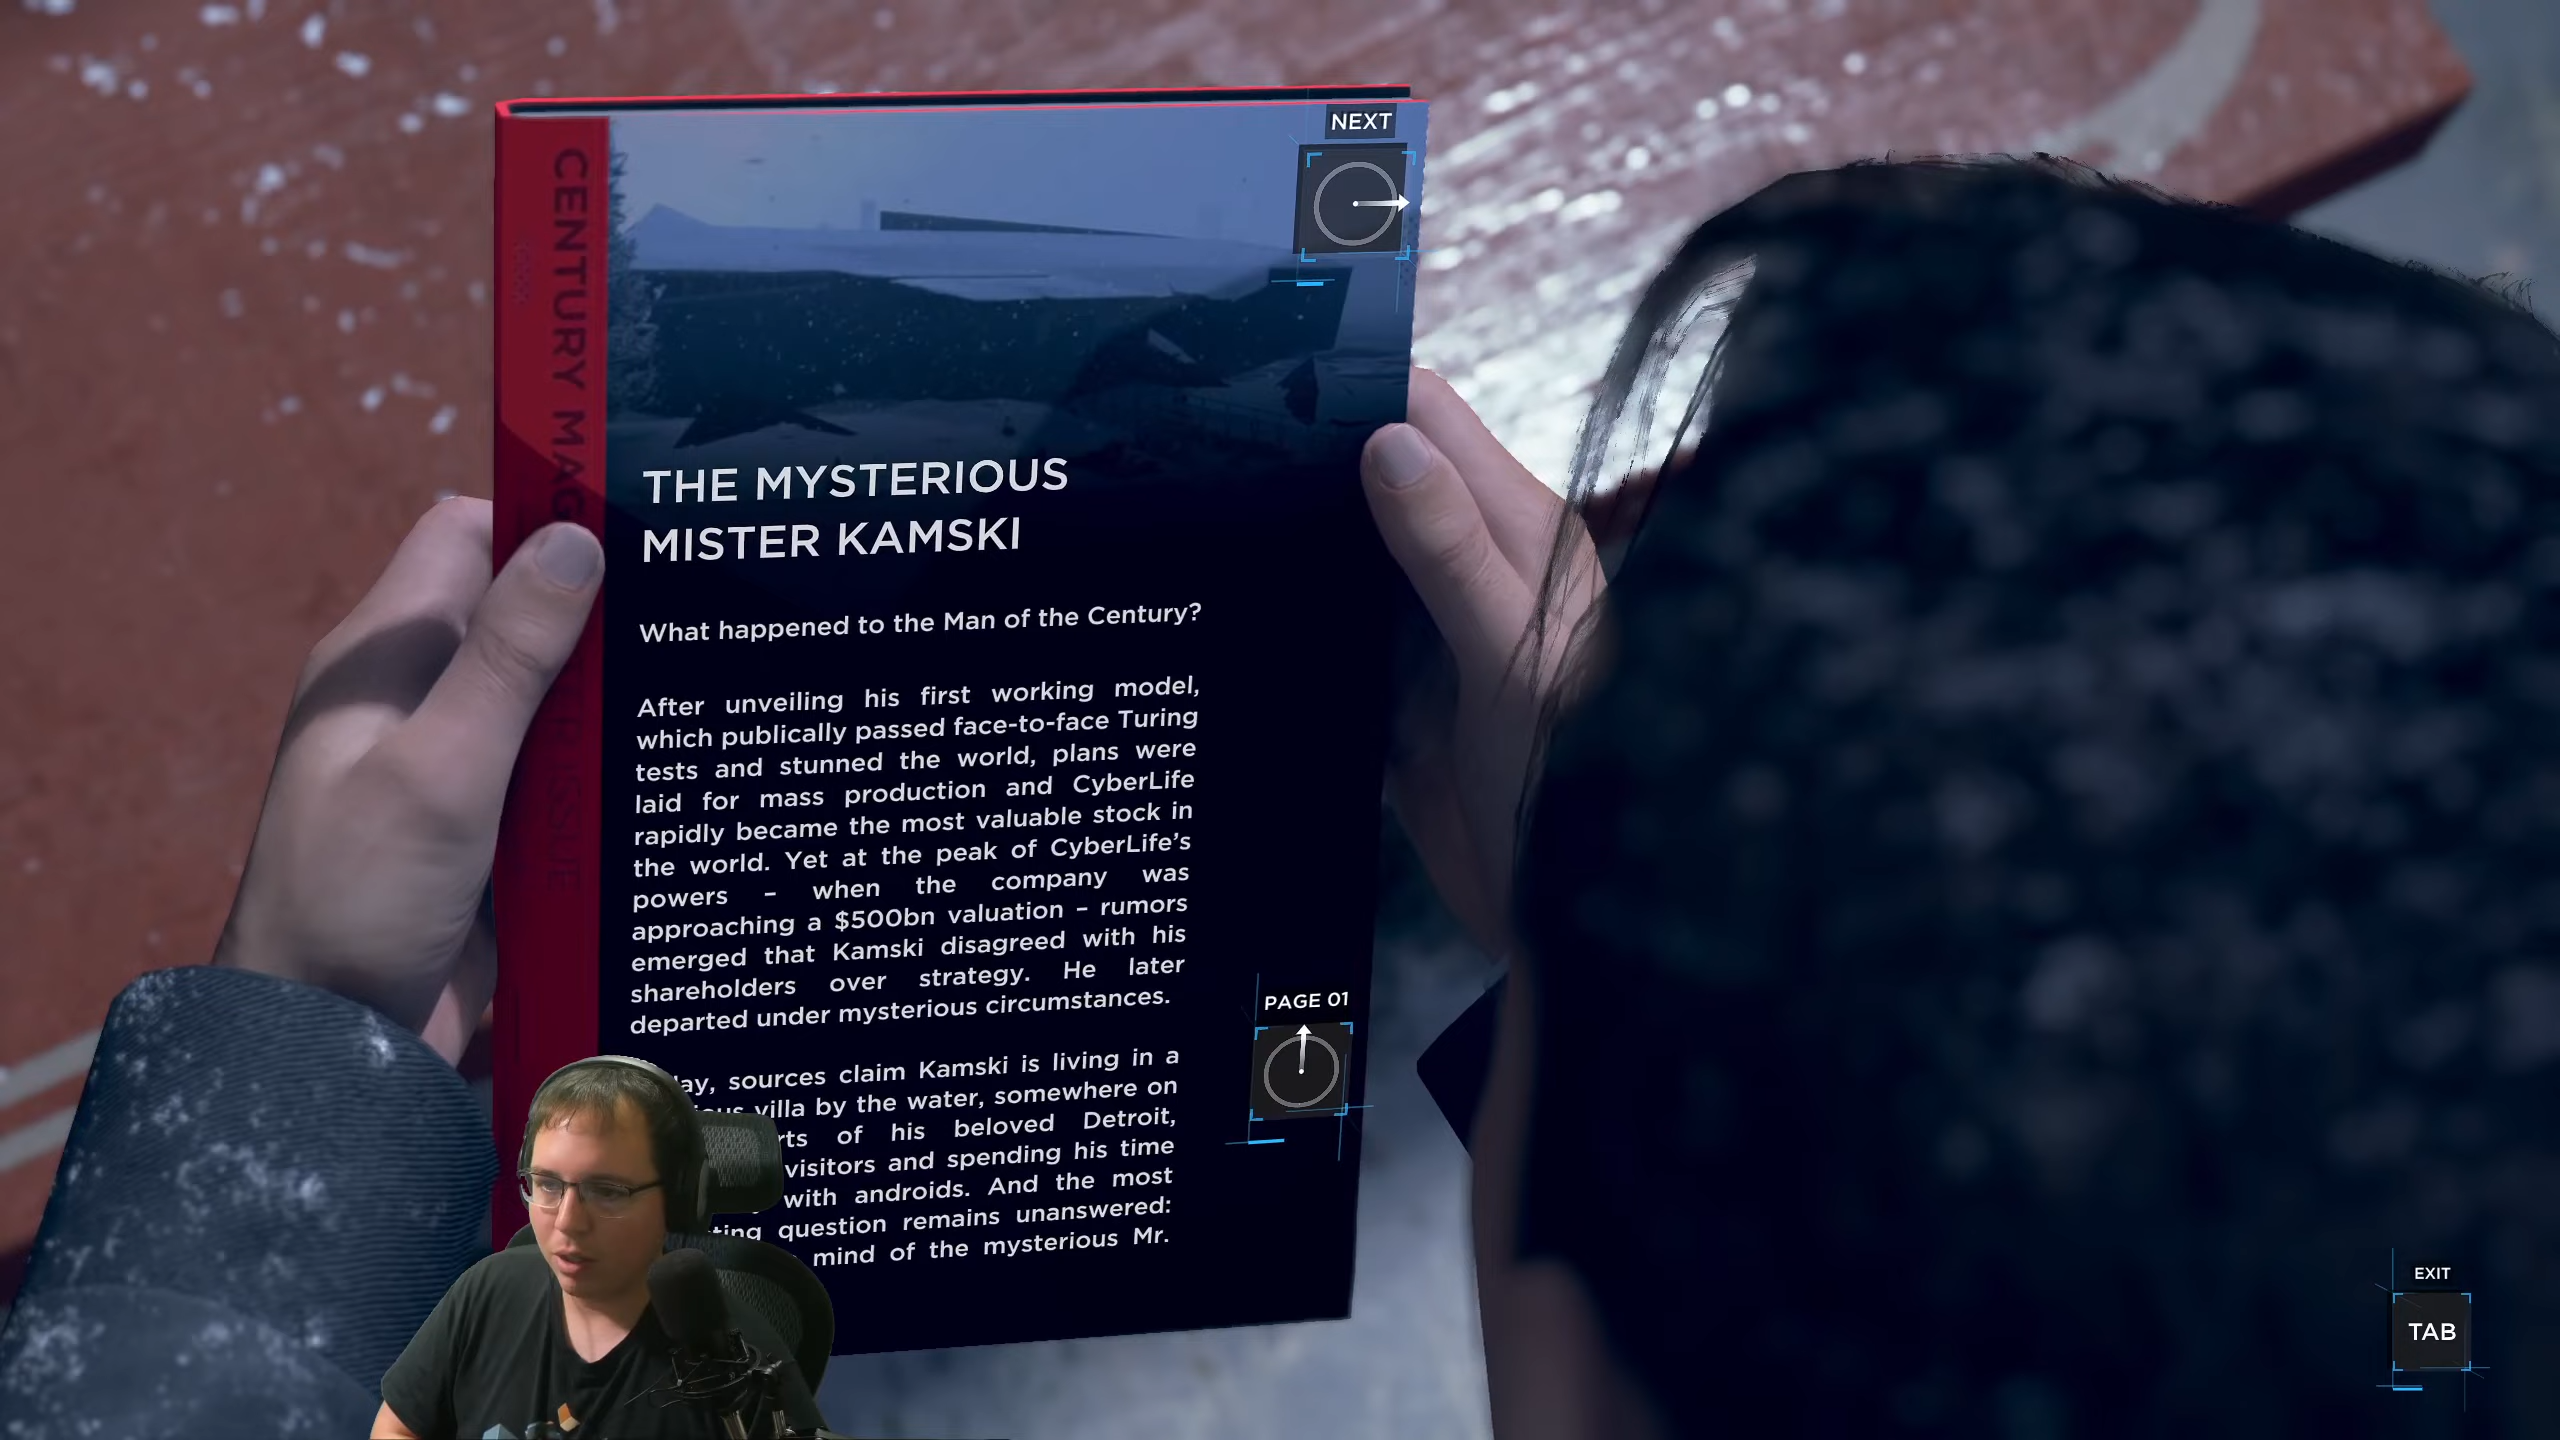 NEXT
CENTURY MAG
ISSUE
THE MYSTERIOUS
MISTER KAMSKI
What happened to the Man of the Century?
After unveiling his first working model,
which publically passed face-to-face Turing
tests and stunned the world, plans were
laid for mass production and CyberLife
rapidly became the most valuable stock in
the world. Yet at the peak of CyberLife's
powers – when the company was
approaching a $500bn valuation – rumors
emerged that Kamski disagreed with his
shareholders over strategy. He later
departed under mysterious circumstances.
sources claim Kamski is living in a
villa by the water, somewhere on
of his beloved Detroit,
visitors and spending his time
with androids. And the most
question remains unanswered:
mind of the mysterious Mr.
PAGE 01
EXIT
TAB